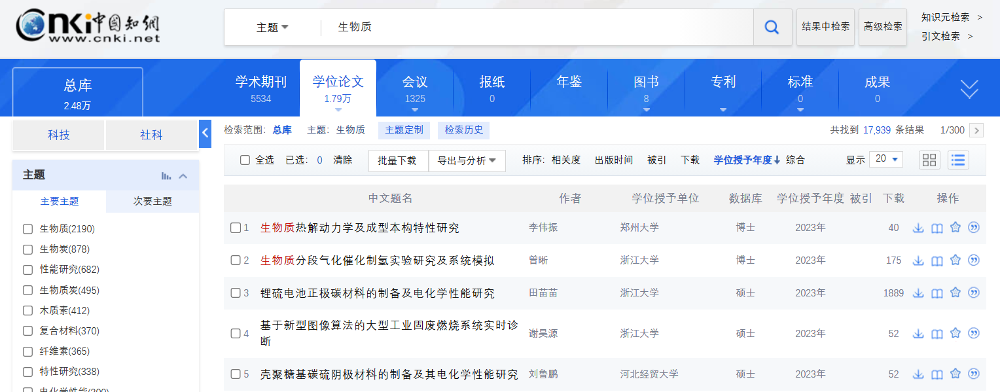 cnki中国知网
www.cnki.net
主题 生物质 结果中检索 高级检索
知识元检索 >
引文检索 >
总库
2.48万
学术期刊
5534
学位论文
1.79万
会议
1325
报纸
0
年鉴
图书
8
专利
标准
0
成果
0
科技 社科
检索范围: 总库 主题: 生物质 主题定制 检索历史 共找到 17,939 条结果 1/300 >
全选 已选: 0 清除 批量下载 导出与分析 排序: 相关度 出版时间 被引 下载 学位授予年度↓ 综合 显示 20
主题
主要主题 次要主题
生物质(2190)
生物炭(878)
性能研究(682)
生物质炭(495)
木质素(412)
复合材料(370)
纤维素(365)
特性研究(338)
电化学性能(300)
中文题名 作者 学位授予单位 数据库 学位授予年度 被引 下载 操作
1 生物质热解动力学及成型本构特性研究 李伟振 郑州大学 博士 2023年 40
2 生物质分段气化催化制氢实验研究及系统模拟 曾晰 浙江大学 博士 2023年 175
3 锂硫电池正极碳材料的制备及电化学性能研究 田苗苗 浙江大学 硕士 2023年 1889
4 基于新型图像算法的大型工业固废燃烧系统实时诊
断 谢昊源 浙江大学 硕士 2023年 52
5 壳聚糖基碳硫阴极材料的制备及其电化学性能研究 刘鲁鹏 河北经贸大学 硕士 2023年 52